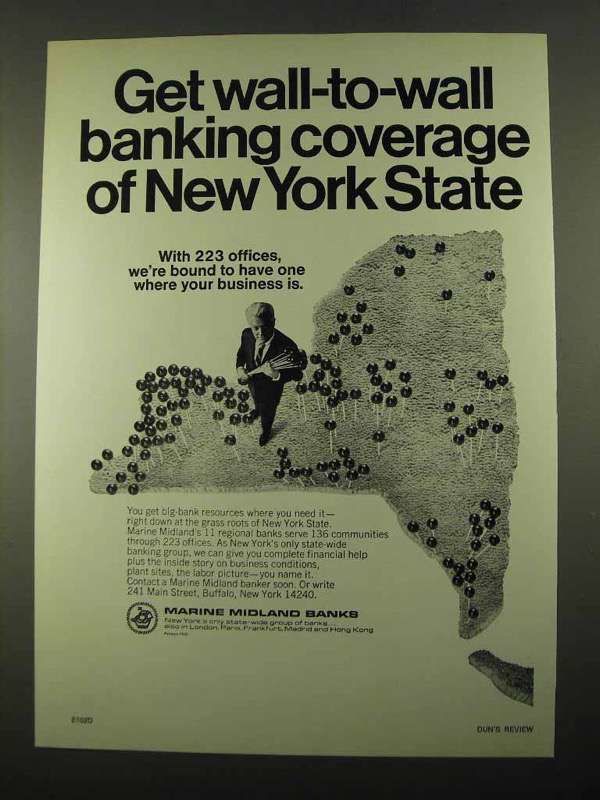 Get wall-to-wall
banking coverage
of New York State
With 223 offices,
we're bound to have one
where your business is.
You get big-bank resources where you need it—
right down at the grass roots of New York State.
Marine Midland's 11 regional banks serve 136 communities
through 223 offices. As New York's only state-wide
banking group, we can give you complete financial help
plus the inside story on business conditions,
plant sites, the labor picture—you name it.
Contact a Marine Midland banker soon. Or write
241 Main Street, Buffalo, New York 14240.
MARINE MIDLAND BANKS
New York's only state-wide group of banks...
also in London, Paris, Frankfurt, Madrid and Hong Kong
DUN'S REVIEW